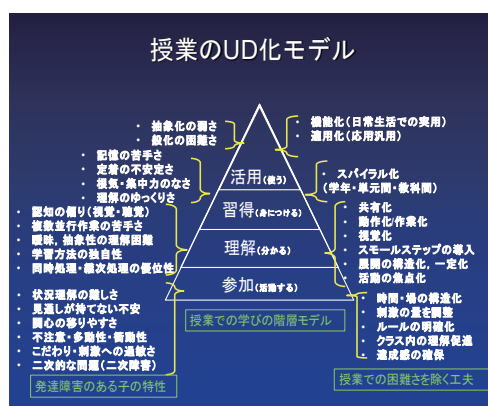 授業のUD化モデル
・ 抽象化の弱さ
・ 般化の困難さ
・ 記憶の苦手さ
・ 定着の不安定さ
・ 根気・集中力のなさ
・ 理解のゆっくりさ
・ 認知の偏り(視覚・聴覚)
・ 複数並行作業の苦手さ
・ 曖昧, 抽象性の理解困難
・ 学習方法の独自性
・ 同時処理・継次処理の優位性
・ 状況理解の難しさ
・ 見通しが持てない不安
・ 関心の移りやすさ
・ 不注意・多動性・衝動性
・ こだわり・刺激への過敏さ
・ 二次的な問題(二次障害)
発達障害のある子の特性
活用(使う)
習得(身につける)
理解(分かる)
参加(活動する)
授業での学びの階層モデル
・ 機能化(日常生活での実用)
・ 適用化(応用汎用)
・ スパイラル化
(学年・単元間・教科間)
・ 共有化
・ 動作化/作業化
・ 視覚化
・ スモールステップの導入
・ 展開の構造化, 一定化
・ 活動の焦点化
・ 時間・場の構造化
・ 刺激の量を調整
・ ルールの明確化
・ クラス内の理解促進
・ 達成感の確保
授業での困難さを除く工夫